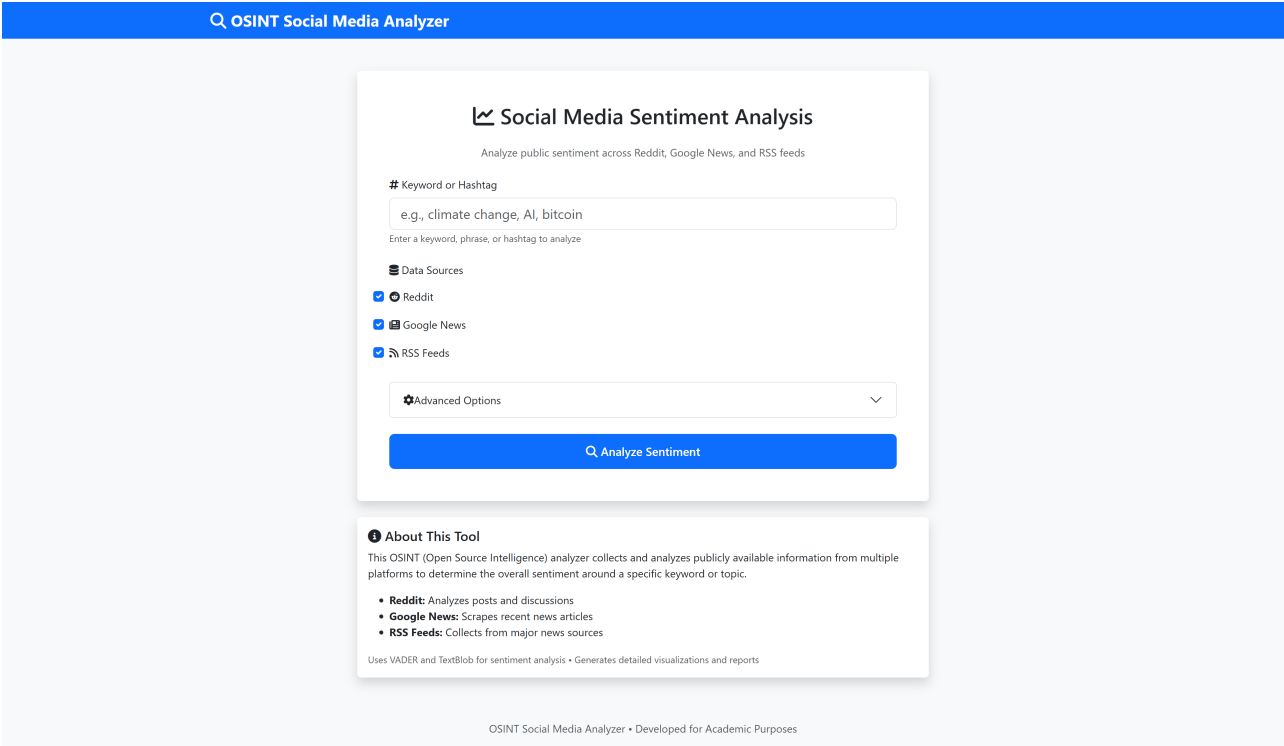 OSINT Social Media Analyzer
Social Media Sentiment Analysis
Analyze public sentiment across Reddit, Google News, and RSS feeds
# Keyword or Hashtag
e.g., climate change, AI, bitcoin
Enter a keyword, phrase, or hashtag to analyze
Data Sources
Reddit
Google News
RSS Feeds
Advanced Options
Analyze Sentiment
About This Tool
This OSINT (Open Source Intelligence) analyzer collects and analyzes publicly available information from multiple
platforms to determine the overall sentiment around a specific keyword or topic.
• Reddit: Analyzes posts and discussions
• Google News: Scrapes recent news articles
• RSS Feeds: Collects from major news sources
Uses VADER and TextBlob for sentiment analysis • Generates detailed visualizations and reports
OSINT Social Media Analyzer • Developed for Academic Purposes